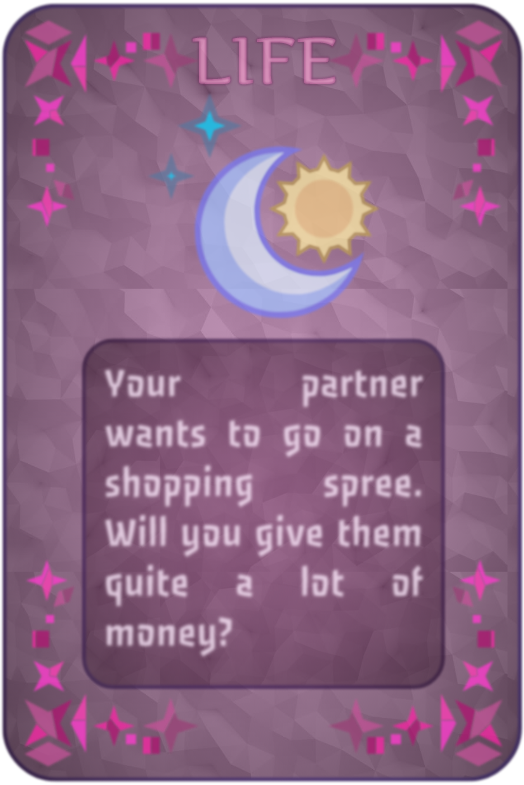 LIFE
Your partner
wants to go on a
shopping spree.
Will you give them
quite a lot of
money?